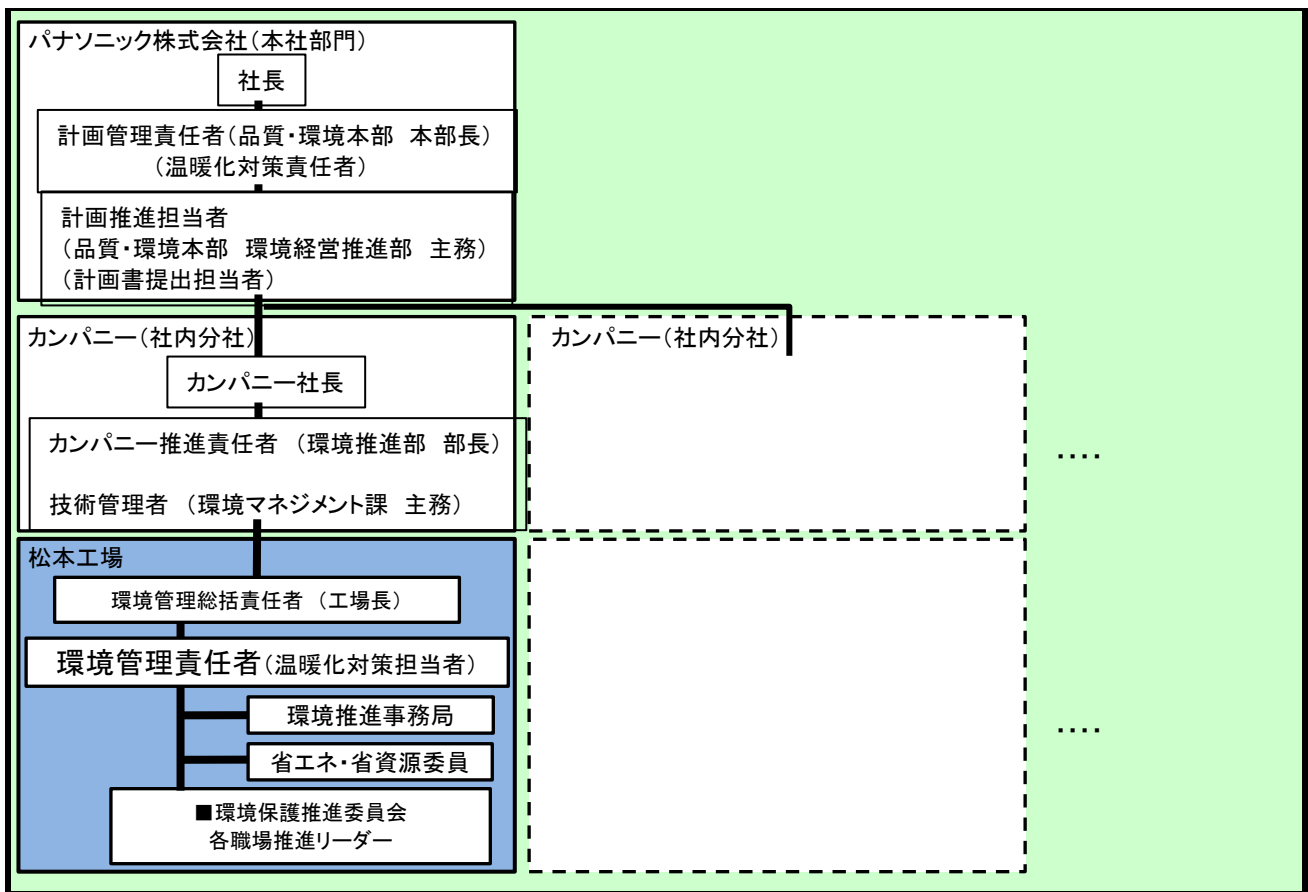 パナソニック株式会社（本社部門）
社長
計画管理責任者（品質・環境本部　本部長）
（温暖化対策責任者）
計画推進担当者
（品質・環境本部　環境経営推進部　主務）
（計画書提出担当者）
カンパニー（社内分社）
カンパニー社長
カンパニー推進責任者　（環境推進部　部長）
技術管理者　（環境マネジメント課　主務）
カンパニー（社内分社）
‥‥
松本工場
環境管理総括責任者　（工場長）
環境管理責任者（温暖化対策担当者）
環境推進事務局
省エネ・省資源委員
■環境保護推進委員会
各職場推進リーダー
‥‥